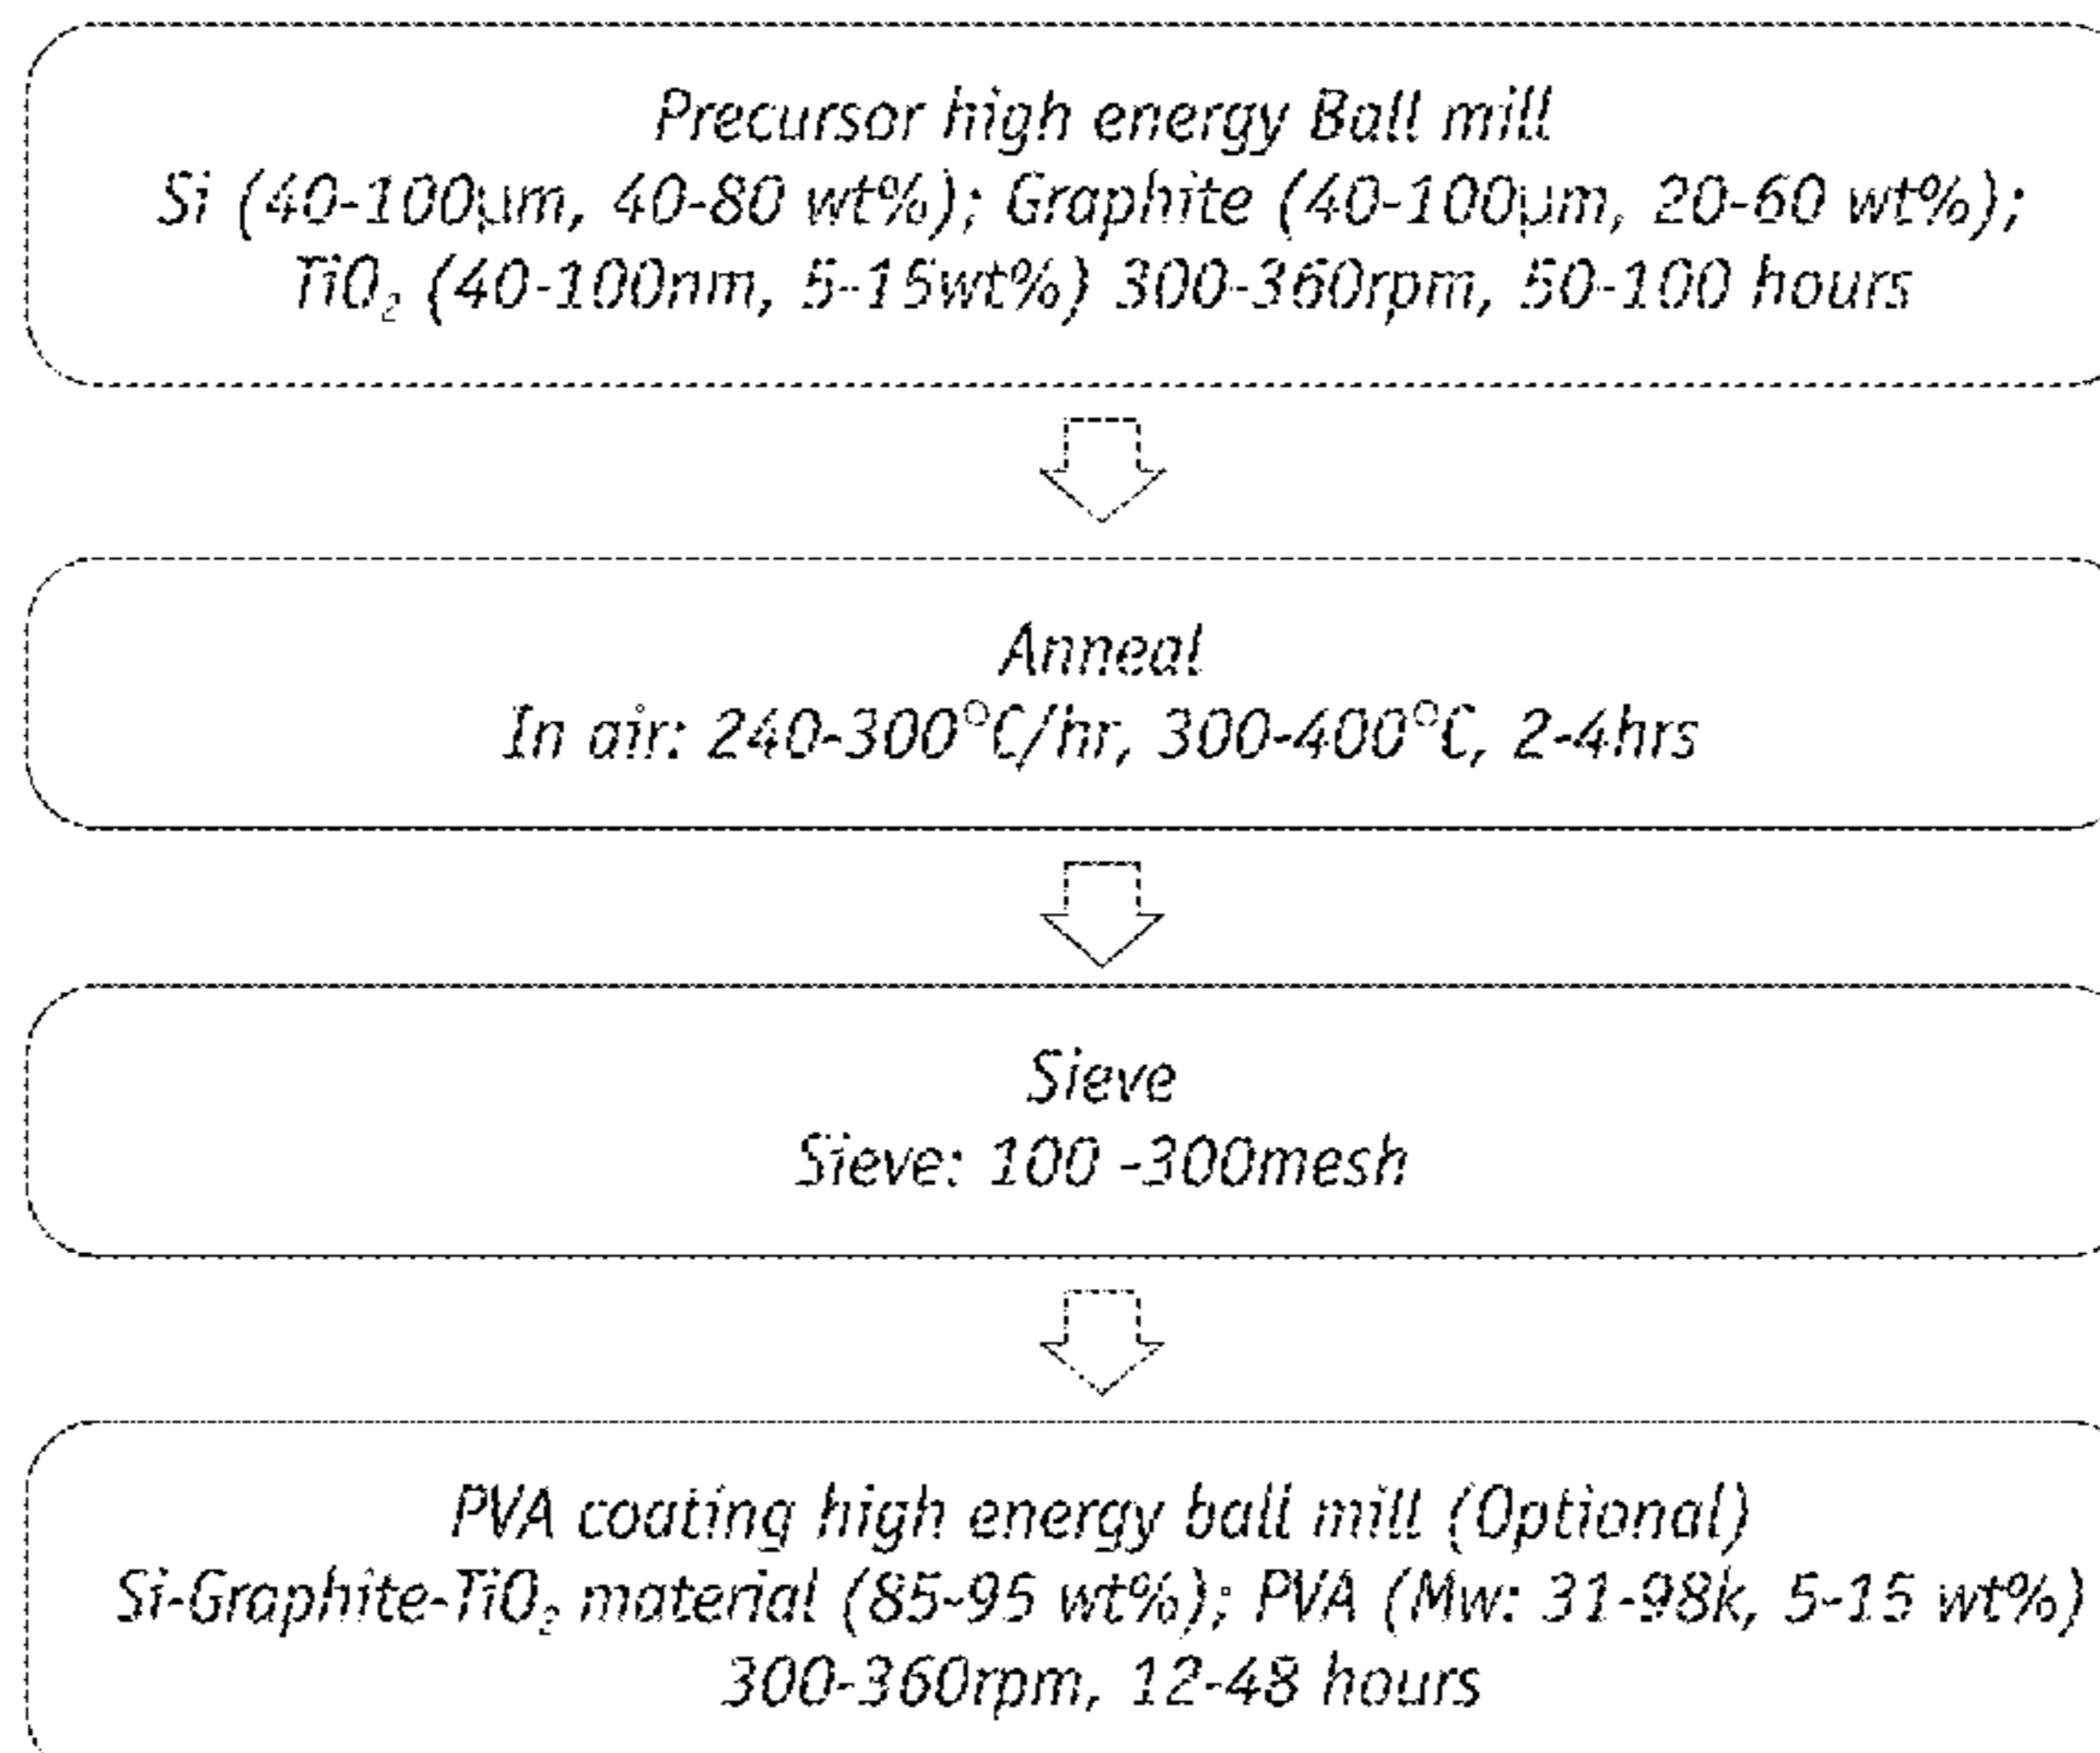 Precursor high energy Ball mill
Si (40-100μm, 40-80 wt%); Graphite (40-100μm, 20-60 wt%);
TiO₂ (40-100nm, 5-15wt%) 300-360rpm, 50-100 hours
Anneal
In air: 240-300°C/hr, 300-400°C, 2-4hrs
Sieve
Sieve: 100 -300mesh
PVA coating high energy ball mill (Optional)
Si-Graphite-TiO₂ material (85-95 wt%); PVA (Mw: 31-98k, 5-15 wt%)
300-360rpm, 12-48 hours